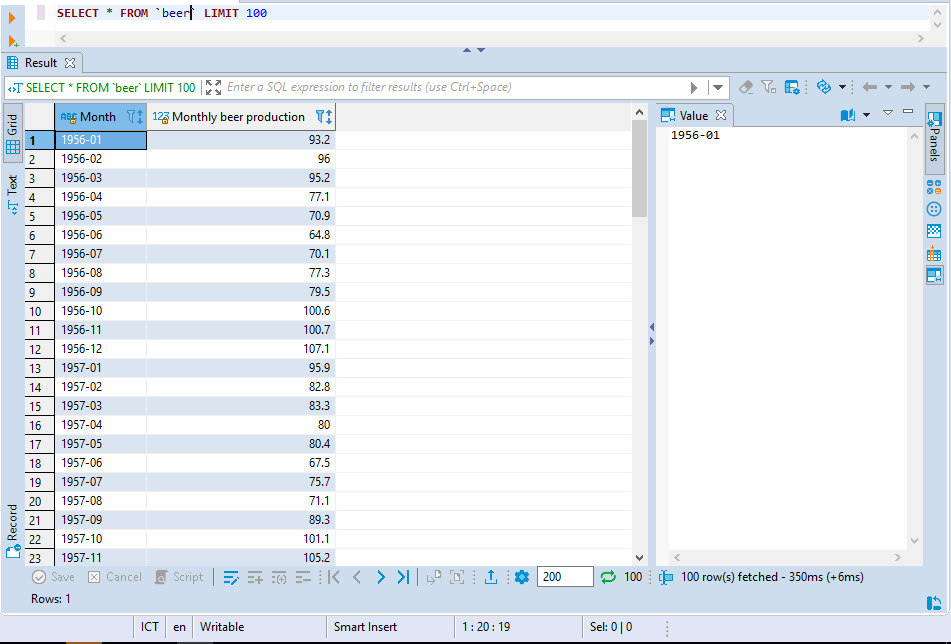 SELECT * FROM `beer` LIMIT 100
Result
SELECT * FROM `beer` LIMIT 100 Enter a SQL expression to filter results (use Ctrl+Space)
Grid
Text
Record
ABC Month 123 Monthly beer production
1 1956-01 93.2
2 1956-02 96
3 1956-03 95.2
4 1956-04 77.1
5 1956-05 70.9
6 1956-06 64.8
7 1956-07 70.1
8 1956-08 77.3
9 1956-09 79.5
10 1956-10 100.6
11 1956-11 100.7
12 1956-12 107.1
13 1957-01 95.9
14 1957-02 82.8
15 1957-03 83.3
16 1957-04 80
17 1957-05 80.4
18 1957-06 67.5
19 1957-07 75.7
20 1957-08 71.1
21 1957-09 89.3
22 1957-10 101.1
23 1957-11 105.2
Value
1956-01
Panels
Save Cancel Script 200 100 100 row(s) fetched - 350ms (+6ms)
Rows: 1
ICT en Writable Smart Insert 1 : 20 : 19 Sel: 0 | 0